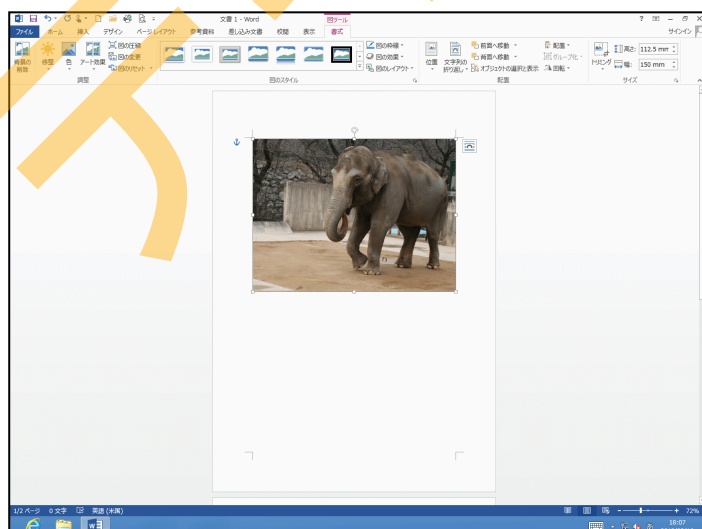 文書 1 - Word
図ツール
ファイル ホーム 挿入 デザイン ページ レイアウト 参考資料 差し込み文書 校閲 表示 書式
サインイン
背景の削除
修整
色
アート効果
図の圧縮
図の変更
図のリセット
調整
図のスタイル
図の枠線
図の効果
図のレイアウト
位置
文字列の折り返し
前面へ移動
背面へ移動
オブジェクトの選択と表示
配置
グループ化
回転
配置
トリミング
高さ: 112.5 mm
幅: 150 mm
サイズ
1/2 ページ 0 文字 英語 (米国)
72%
18:07